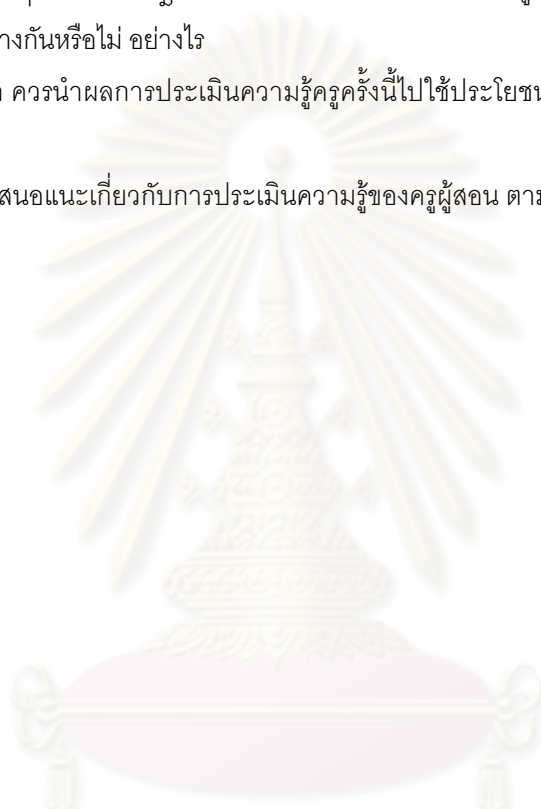 างกันหรือไม่ อย่างไร
ควรนำผลการประเมินความรู้ครูครั้งนี้ไปใช้ประโยชน
สนอแนะเกี่ยวกับการประเมินความรู้ของครูผู้สอน ตาม